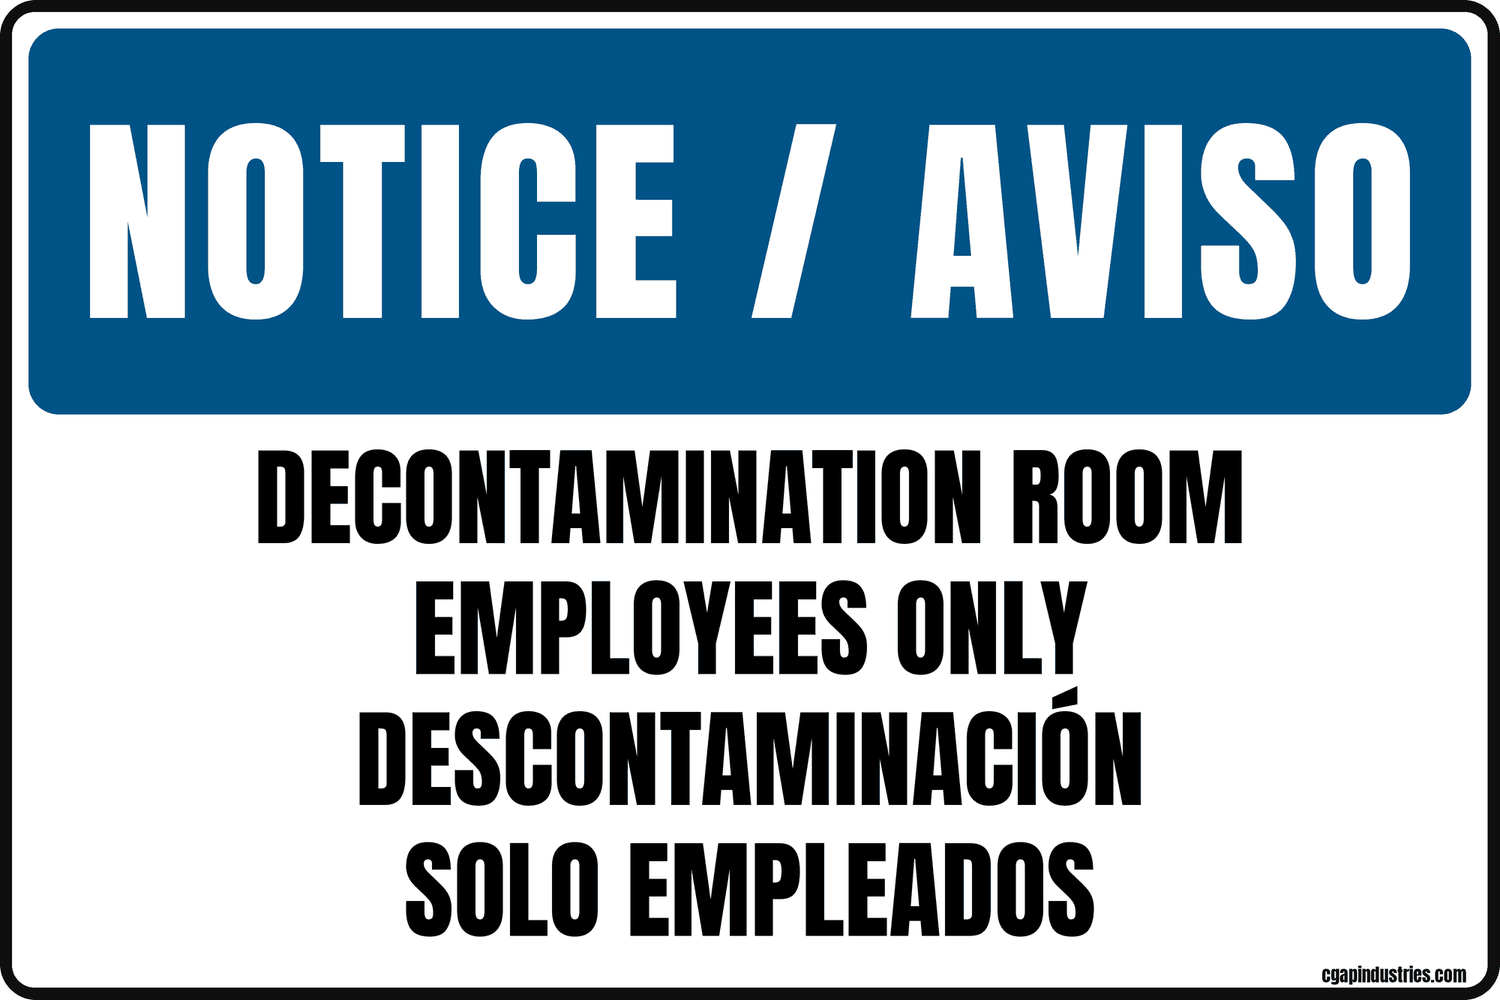 NOTICE / AVISO
DECONTAMINATION ROOM
EMPLOYEES ONLY
DESCONTAMINACIÓN
SOLO EMPLEADOS
cgapindustries.com